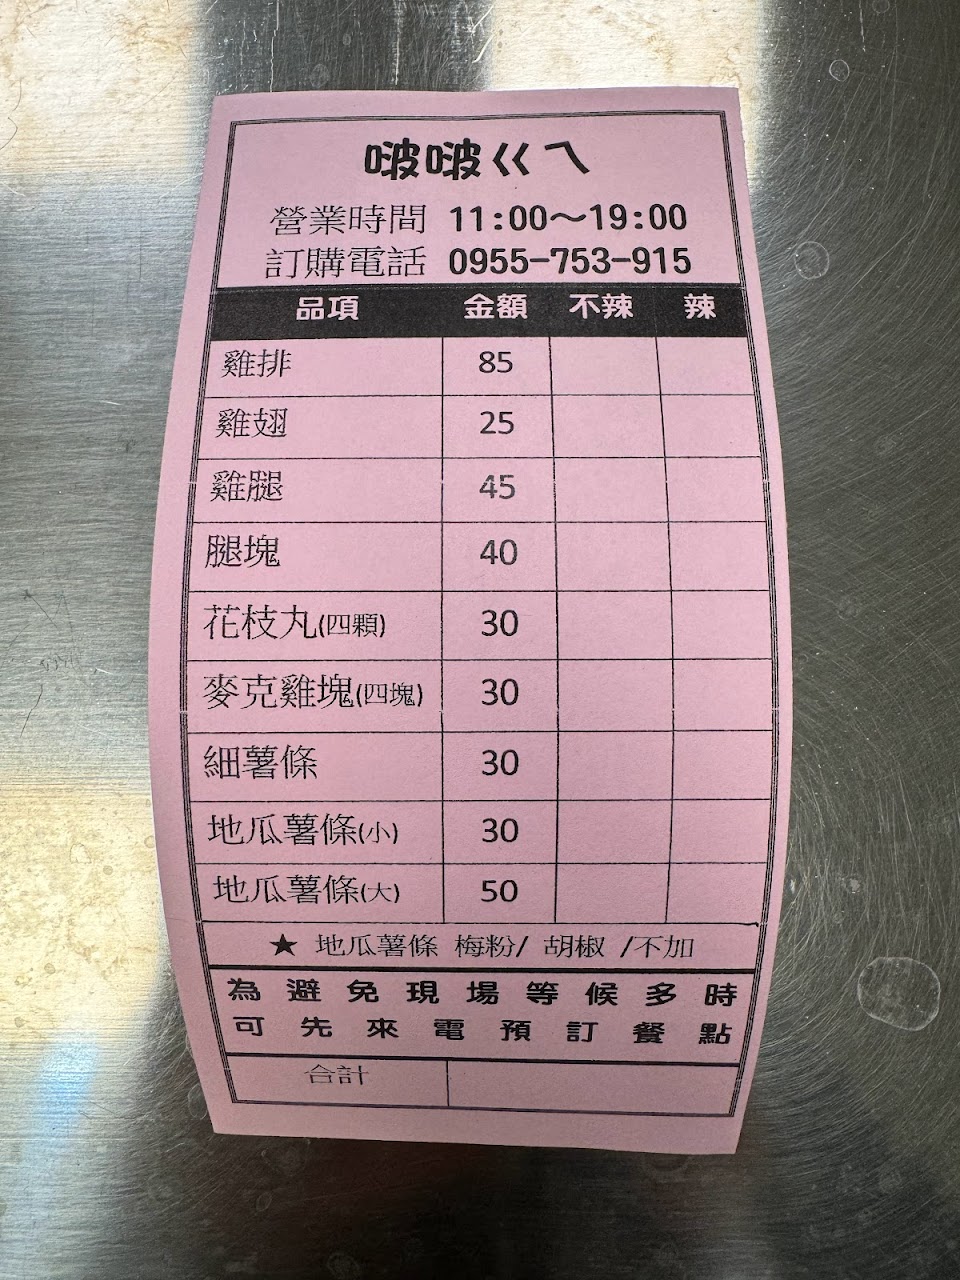 啵啵ㄍㄟ
營業時間 11:00～19:00
訂購電話 0955-753-915
品項 金額 不辣 辣
雞排 85
雞翅 25
雞腿 45
腿塊 40
花枝丸(四顆) 30
麥克雞塊(四塊) 30
細薯條 30
地瓜薯條(小) 30
地瓜薯條(大) 50
★ 地瓜薯條 梅粉/ 胡椒 /不加
為避免現場等候多時
可先來電預訂餐點
合計